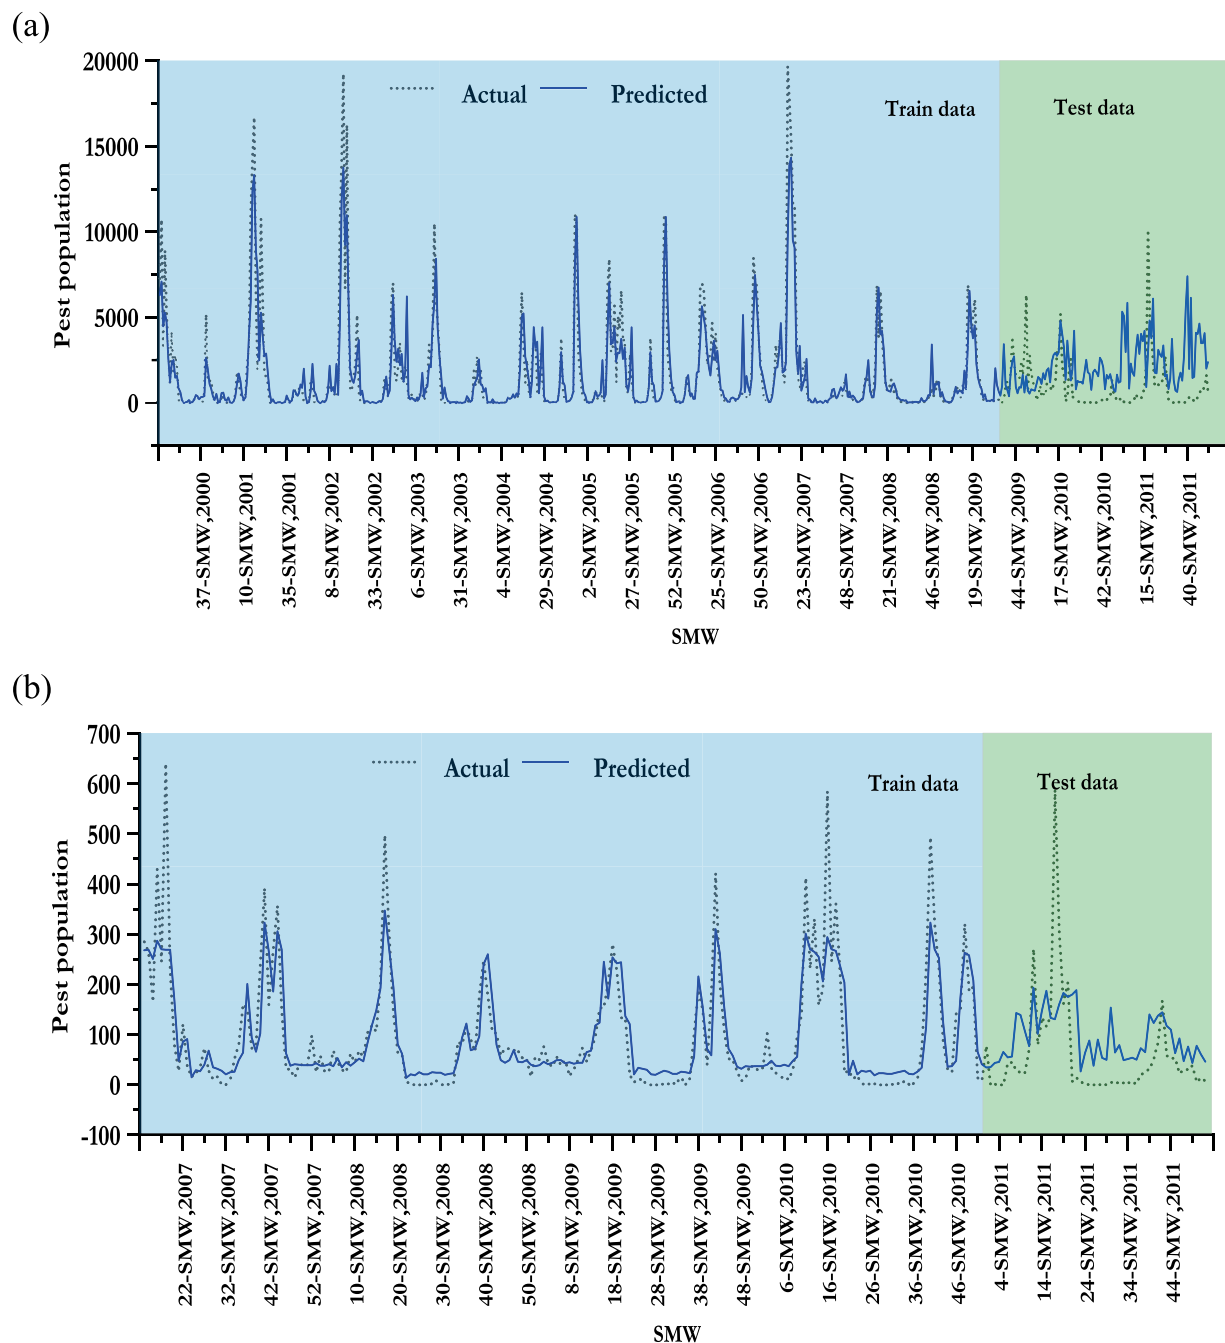 (a)
20000
15000
10000
5000
0
Pest population
Actual
Predicted
Train data
Test data
37-SMW,2000
10-SMW,2001
35-SMW,2001
8-SMW,2002
33-SMW,2002
6-SMW,2003
31-SMW,2003
4-SMW,2004
29-SMW,2004
2-SMW,2005
27-SMW,2005
52-SMW,2005
25-SMW,2006
50-SMW,2006
23-SMW,2007
48-SMW,2007
21-SMW,2008
46-SMW,2008
19-SMW,2009
44-SMW,2009
17-SMW,2010
42-SMW,2010
15-SMW,2011
40-SMW,2011
SMW
(b)
700
600
500
400
300
200
100
0
-100
Pest population
Actual
Predicted
Train data
Test data
22-SMW,2007
32-SMW,2007
42-SMW,2007
52-SMW,2007
10-SMW,2008
20-SMW,2008
30-SMW,2008
40-SMW,2008
50-SMW,2008
8-SMW,2009
18-SMW,2009
28-SMW,2009
38-SMW,2009
48-SMW,2009
6-SMW,2010
16-SMW,2010
26-SMW,2010
36-SMW,2010
46-SMW,2010
4-SMW,2011
14-SMW,2011
24-SMW,2011
34-SMW,2011
44-SMW,2011
SMW